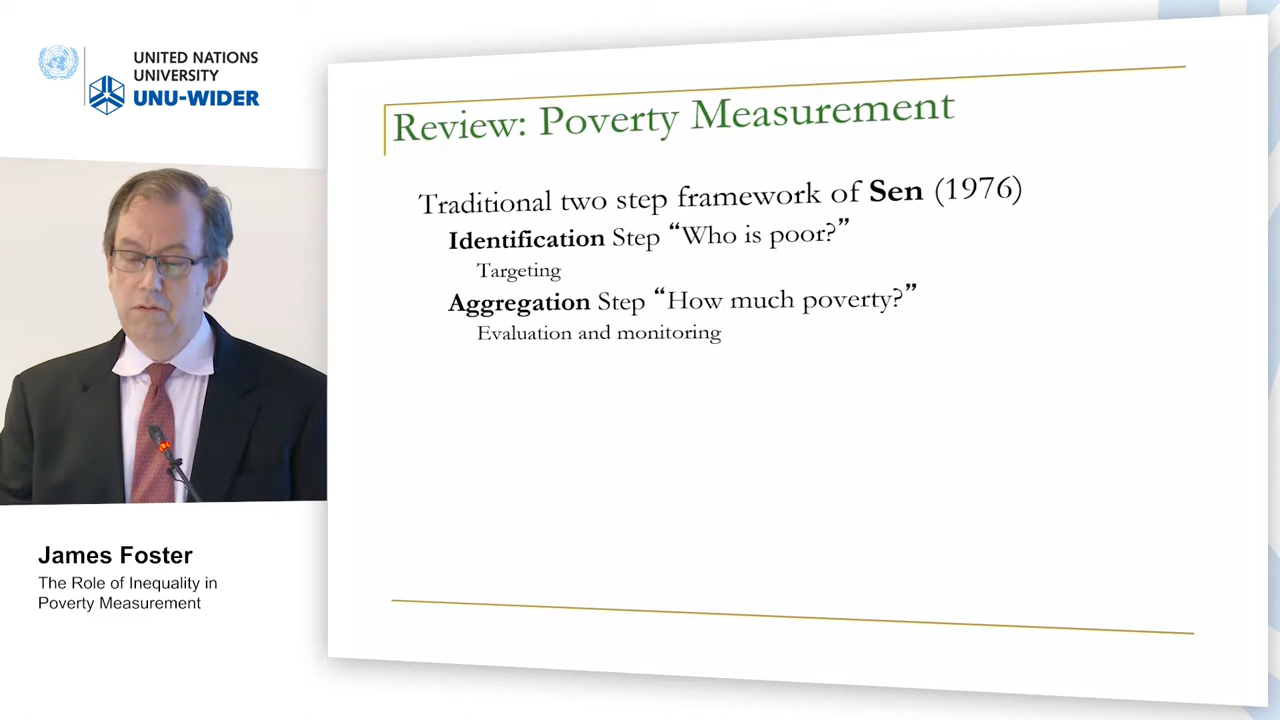 UNITED NATIONS
UNIVERSITY
UNU-WIDER
Review: Poverty Measurement
Traditional two step framework of Sen (1976)
Identification Step “Who is poor?”
Targeting
Aggregation Step “How much poverty?”
Evaluation and monitoring
James Foster
The Role of Inequality in
Poverty Measurement